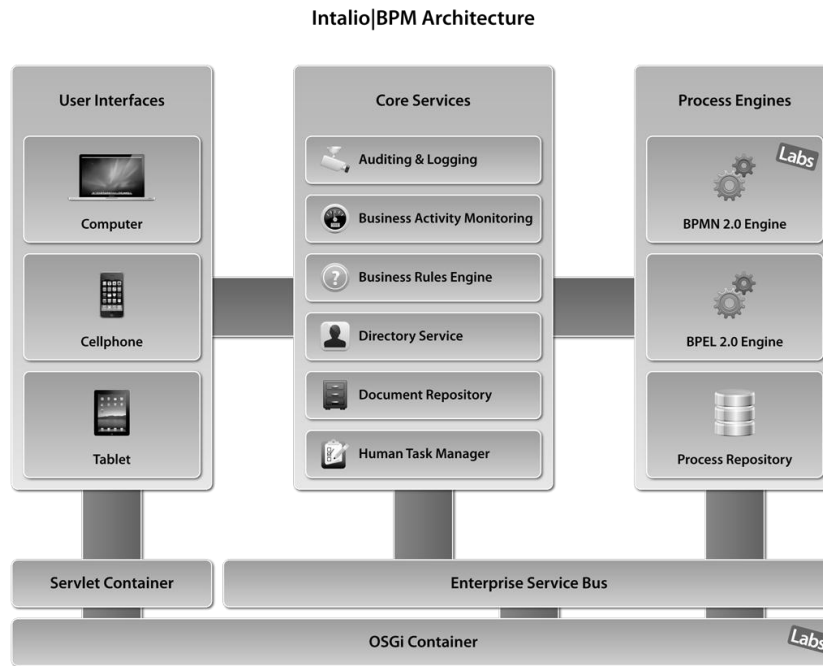 Intalio|BPM Architecture
User Interfaces
Computer
Cellphone
Tablet
Core Services
Auditing & Logging
Business Activity Monitoring
Business Rules Engine
Directory Service
Document Repository
Human Task Manager
Process Engines
Labs
BPMN 2.0 Engine
BPEL 2.0 Engine
Process Repository
Servlet Container
Enterprise Service Bus
OSGi Container
Labs